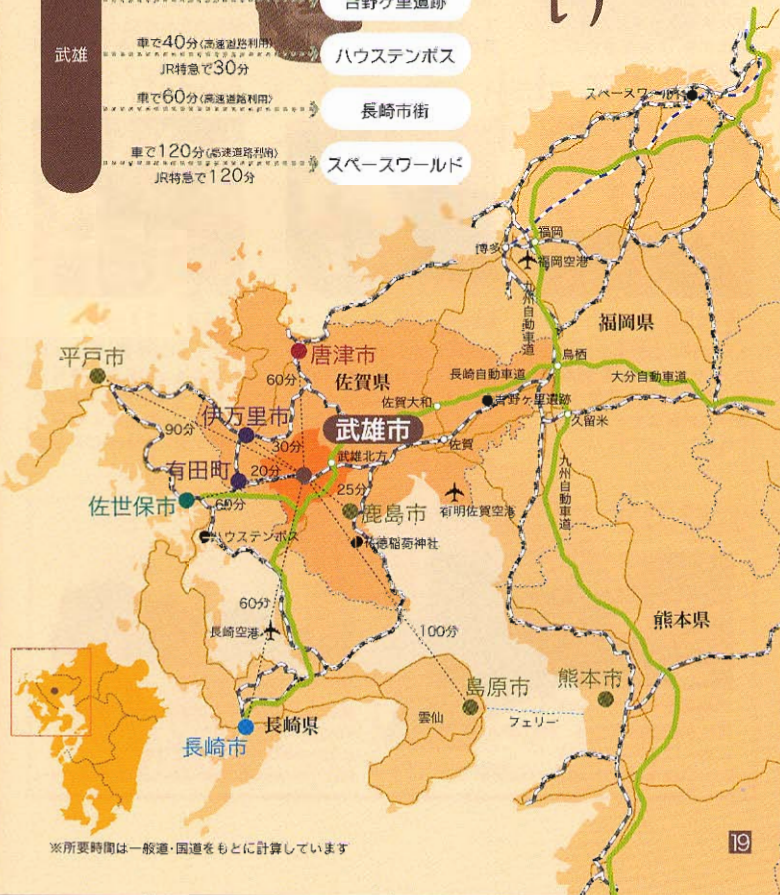 吉野ヶ里遺跡
武雄
車で40分(高速道路利用)
JR特急で30分
ハウステンボス
車で60分(高速道路利用)
長崎市街
車で120分(高速道路利用)
JR特急で120分
スペースワールド
スペースワールド
博多
福岡
福岡空港
九州自動車道
福岡県
平戸市
唐津市
60分
佐賀県
長崎自動車道
鳥栖
大分自動車道
佐賀大和
吉野ヶ里遺跡
久留米
伊万里市
90分
武雄市
30分
佐賀
武雄北方
有田町
20分
佐世保市
60分
25分
鹿島市
有明佐賀空港
九州自動車道
ハウステンボス
祐徳稲荷神社
60分
長崎空港
100分
熊本県
島原市
熊本市
雲仙
フェリー
長崎県
長崎市
※所要時間は一般道・国道をもとに計算しています
19